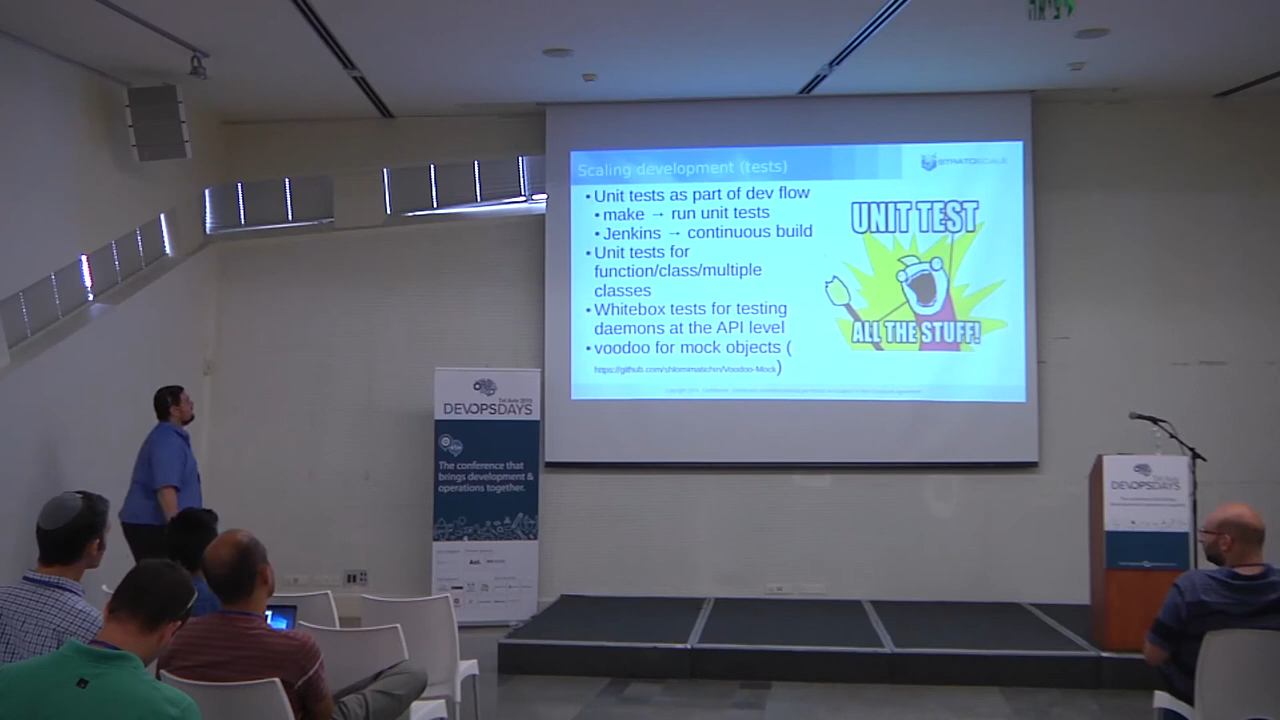 Scaling development (tests)
STRATOSCALE
• Unit tests as part of dev flow
• make → run unit tests
• Jenkins → continuous build
• Unit tests for
function/class/multiple
classes
• Whitebox tests for testing
daemons at the API level
• voodoo for mock objects (
https://github.com/shlomimatichin/Voodoo-Mock)
UNIT TEST
ALL THE STUFF!
Tel Aviv 2015
DEVOPSDAYS
The conference that
brings development &
operations together.
DEVOPSDAYS